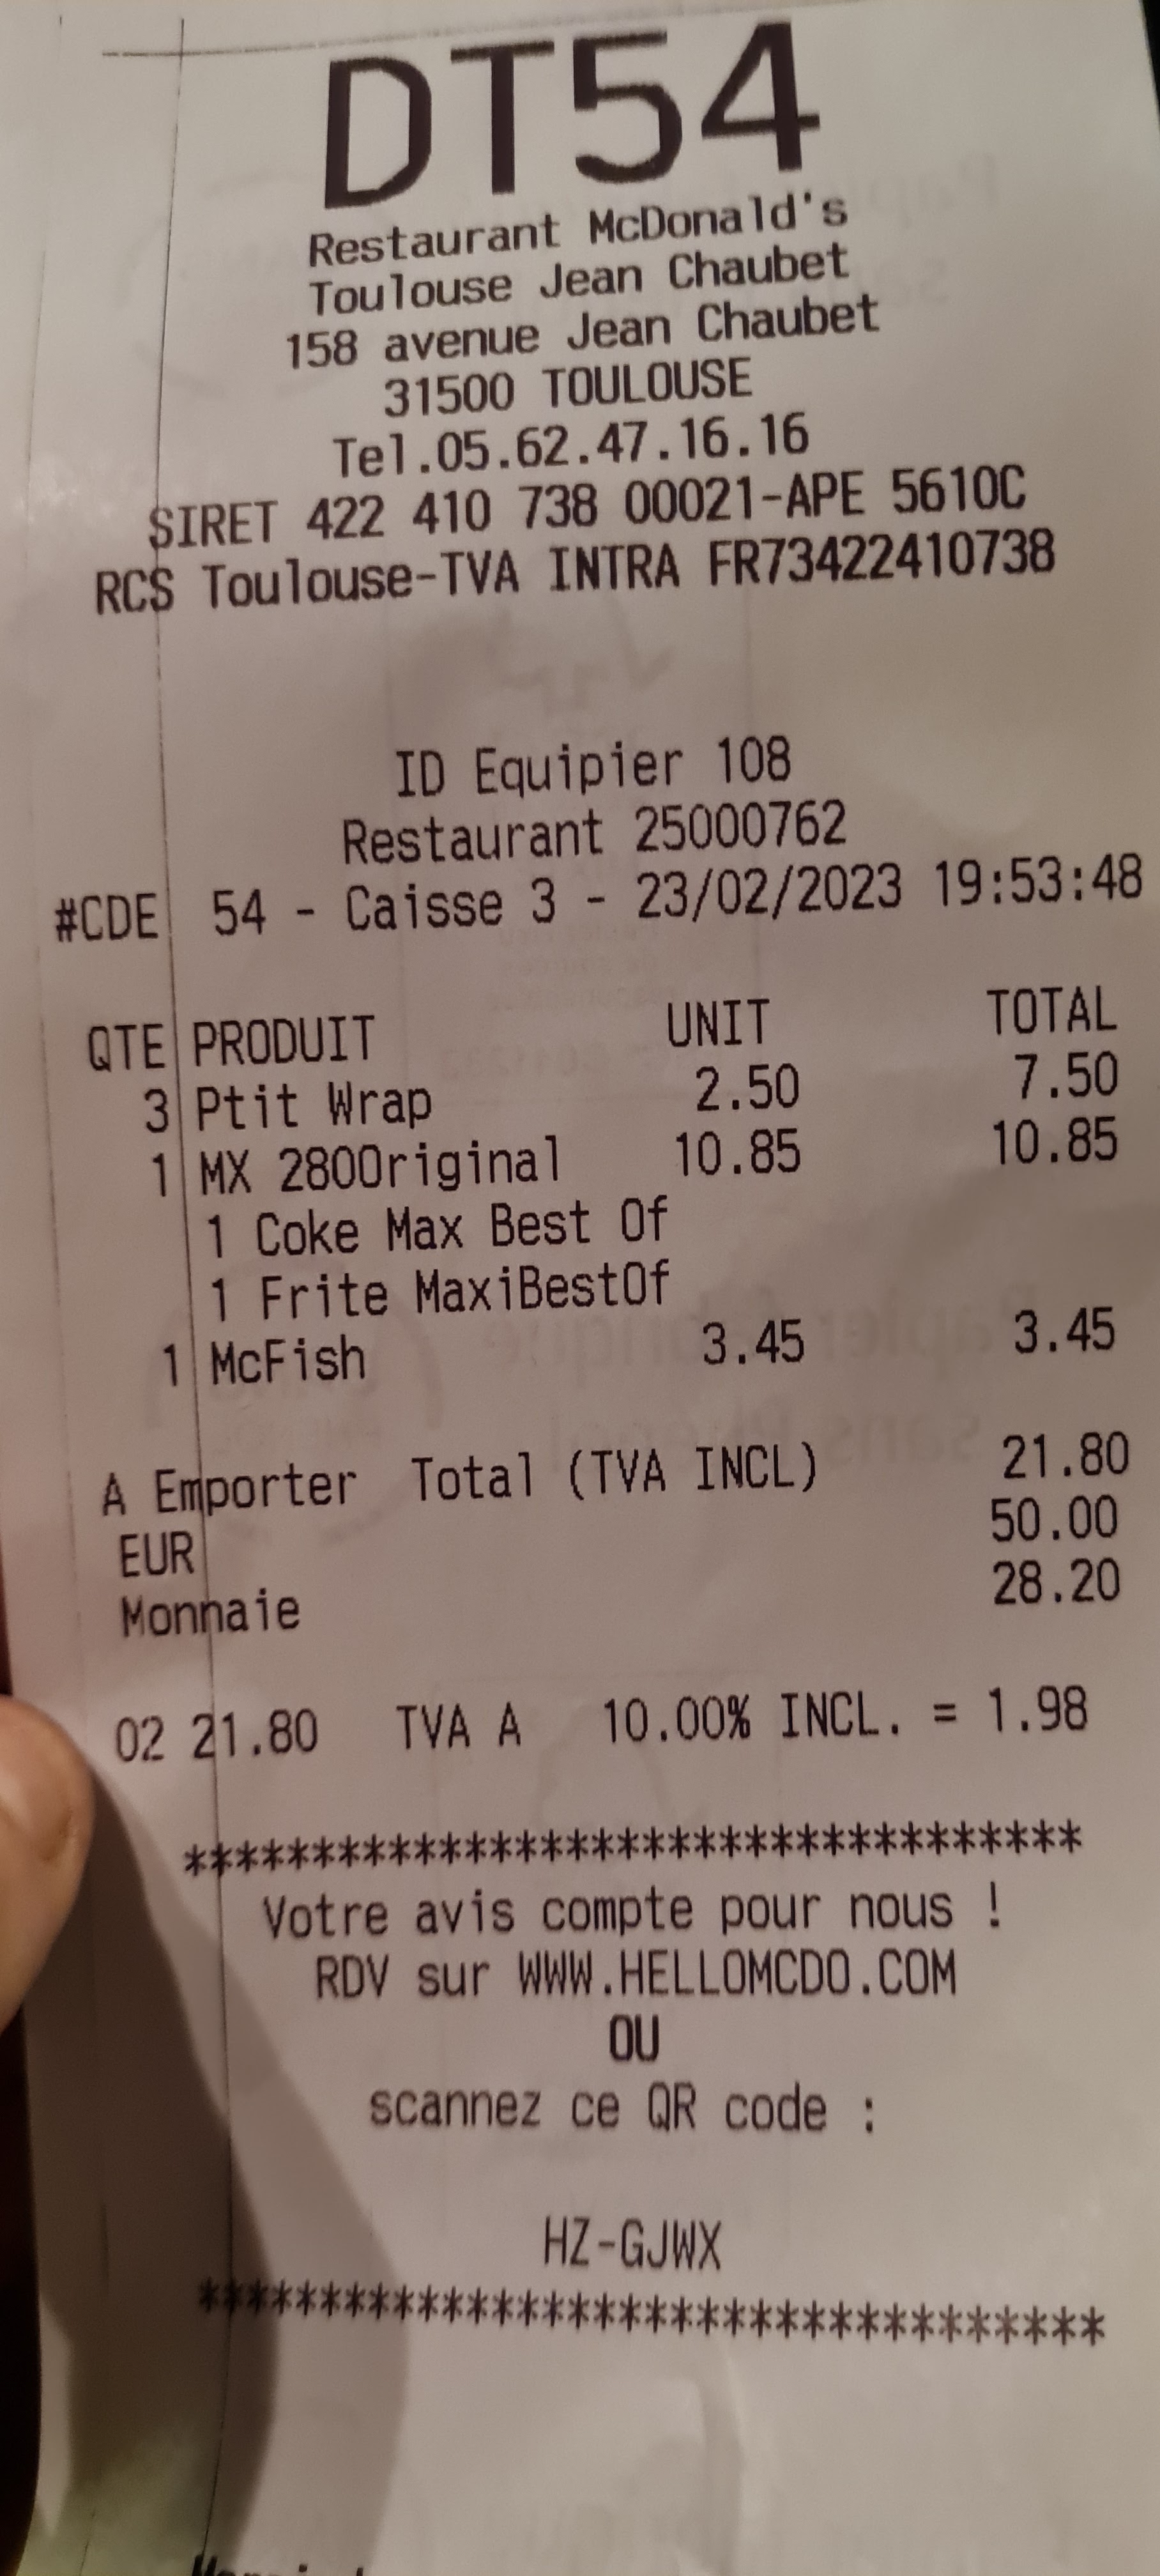 DT54
Restaurant McDonald's
Toulouse Jean Chaubet
158 avenue Jean Chaubet
31500 TOULOUSE
Tel.05.62.47.16.16
SIRET 422 410 738 00021-APE 5610C
RCS Toulouse-TVA INTRA FR73422410738
ID Equipier 108
Restaurant 25000762
#CDE 54 - Caisse 3 - 23/02/2023 19:53:48
QTE PRODUIT UNIT TOTAL
3 Ptit Wrap 2.50 7.50
1 MX 280Original 10.85 10.85
1 Coke Max Best Of
1 Frite MaxiBestOf
1 McFish 3.45 3.45
A Emporter Total (TVA INCL) 21.80
EUR 50.00
Monnaie 28.20
02 21.80 TVA A 10.00% INCL. = 1.98
***********************************
Votre avis compte pour nous !
RDV sur WWW.HELLOMCDO.COM
OU
scannez ce QR code :
HZ-GJWX
***********************************